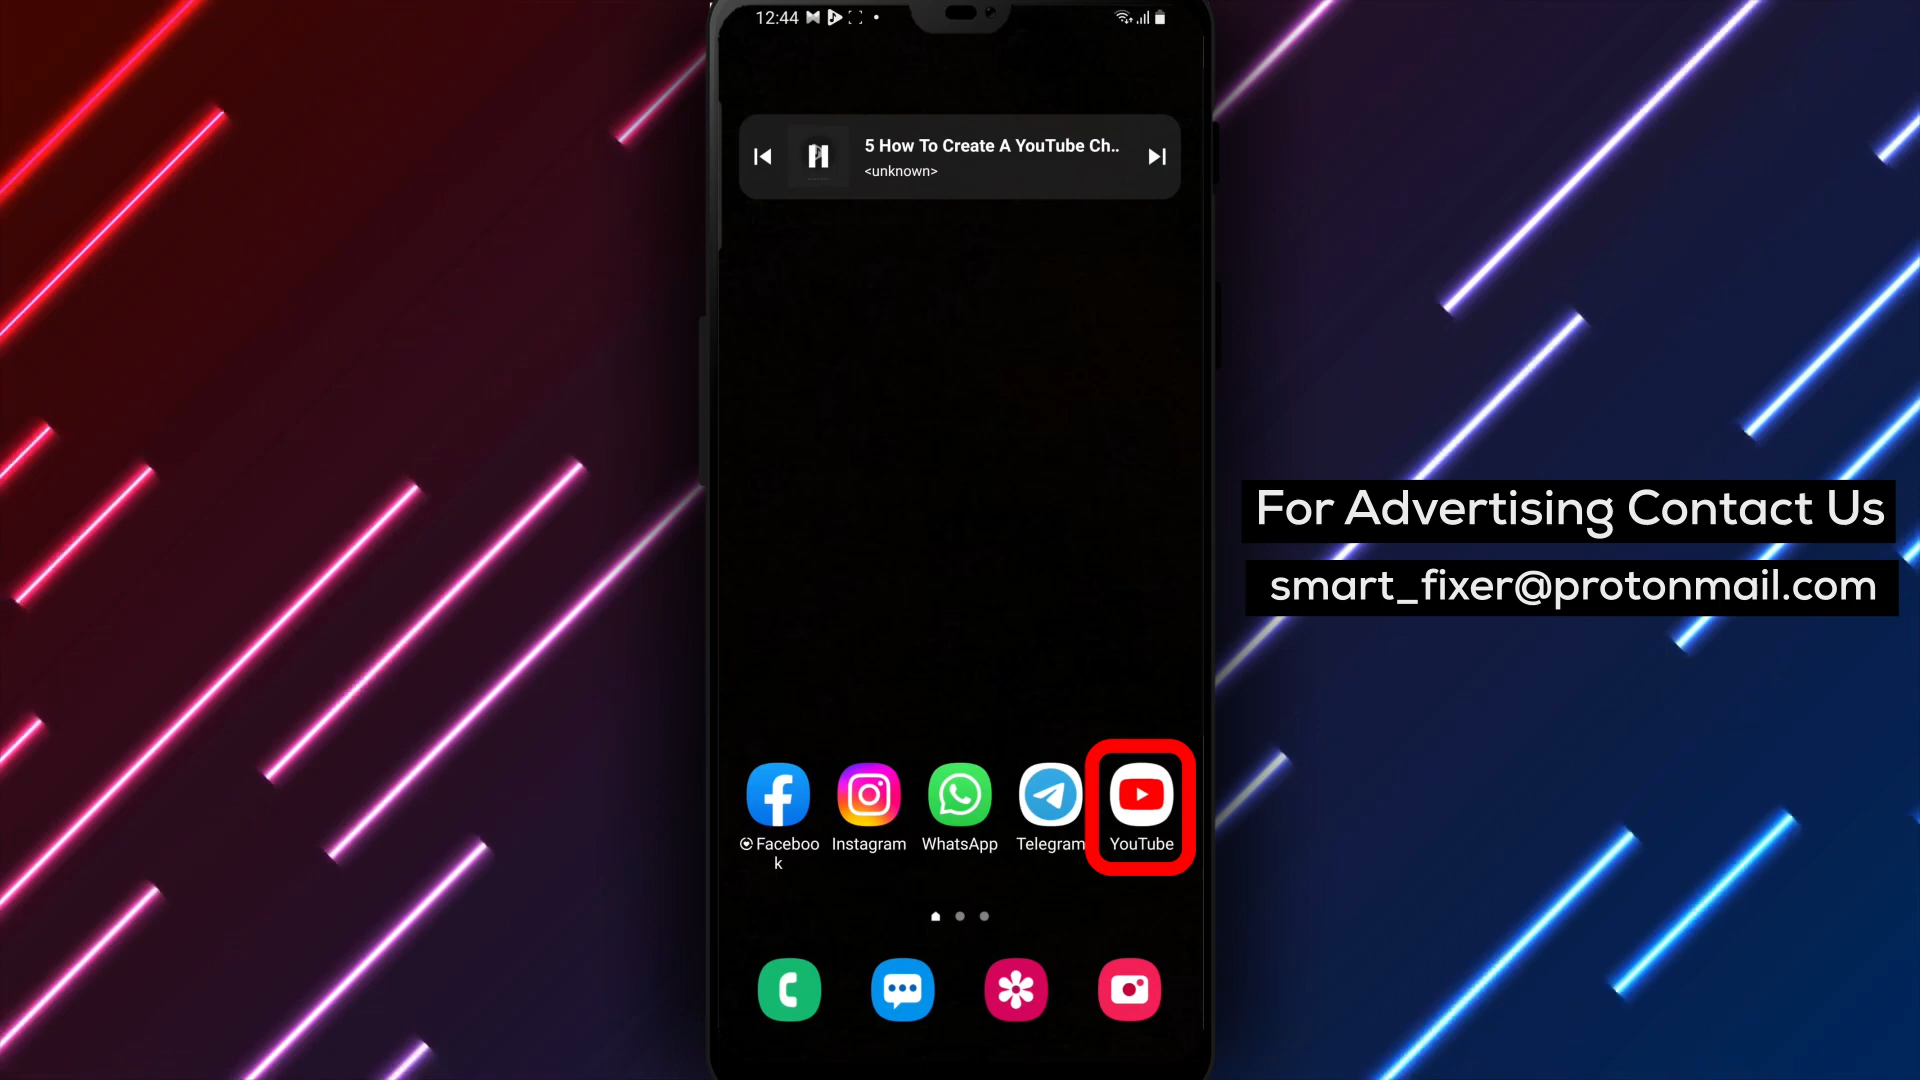 12:44
5 How To Create A YouTube Ch..
<unknown>
For Advertising Contact Us
smart_fixer@protonmail.com
Faceboo
k
Instagram
WhatsApp
Telegram
YouTube